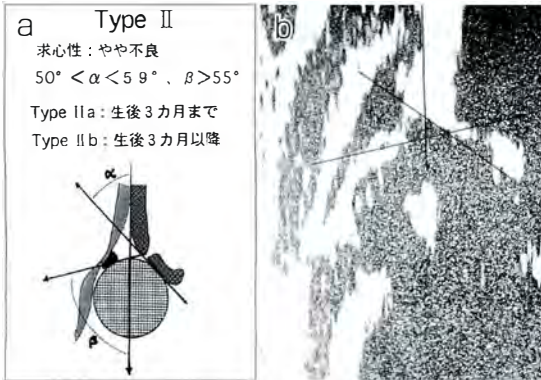 a
Type Ⅱ
求心性：やや不良
50°＜α＜59°、β＞55°
Type Ⅱa：生後3カ月まで
Type Ⅱb：生後3カ月以降
α
β
b